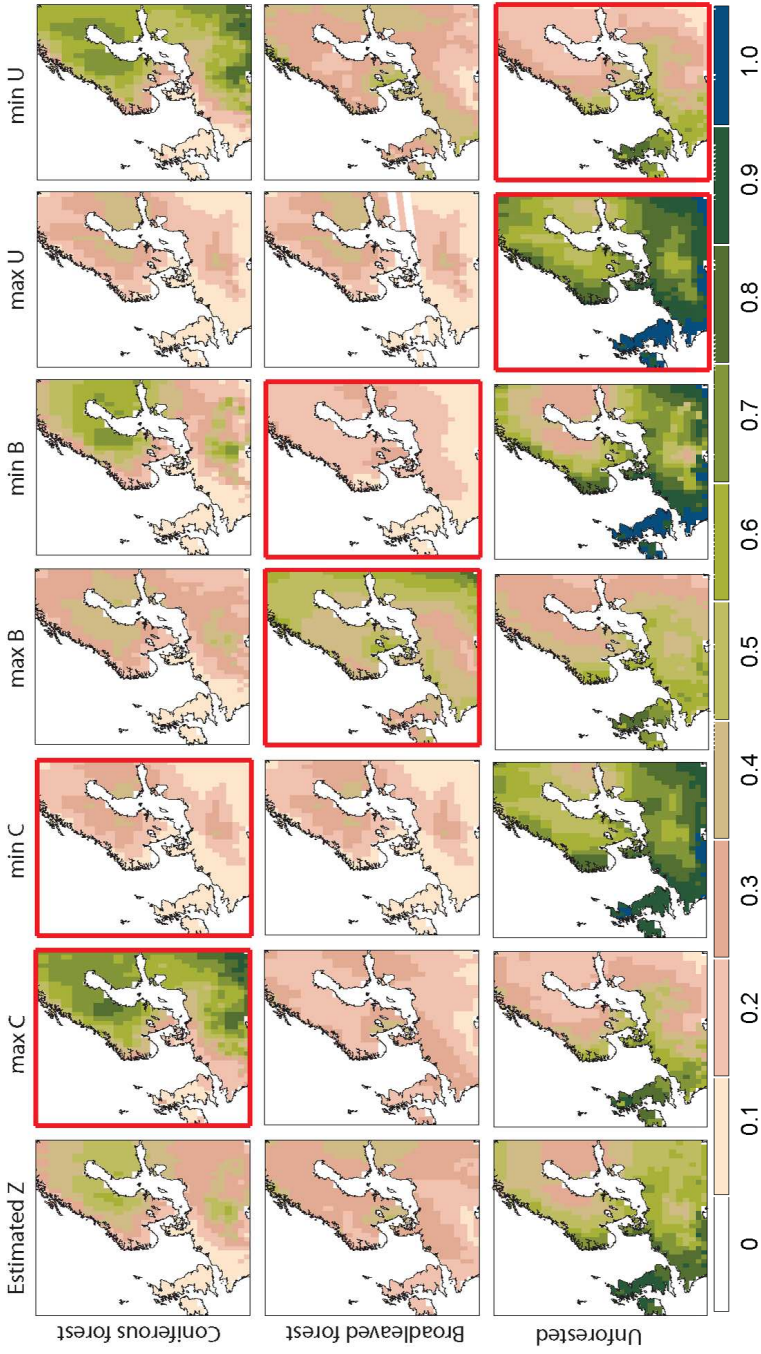 Estimated Z
max C
min C
max B
min B
max U
min U
Coniferous forest
Broadleaved forest
Unforested
0
0.1
0.2
0.3
0.4
0.5
0.6
0.7
0.8
0.9
1.0